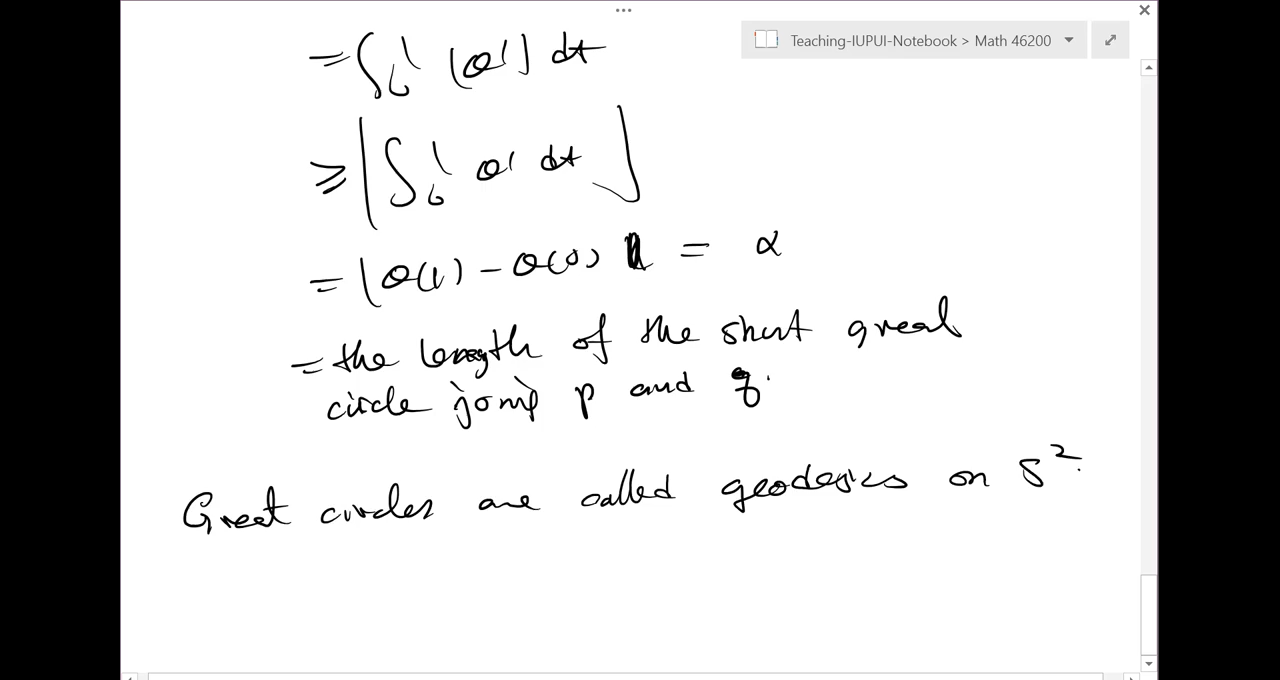 Teaching-IUPUI-Notebook > Math 46200
= ∫₀¹ |θ'| dt
≥ |∫₀¹ θ' dt|
= |θ(1) - θ(0)| = α
= the length of the short great
circle joing p and q.
Great circles are called geodesics on S².